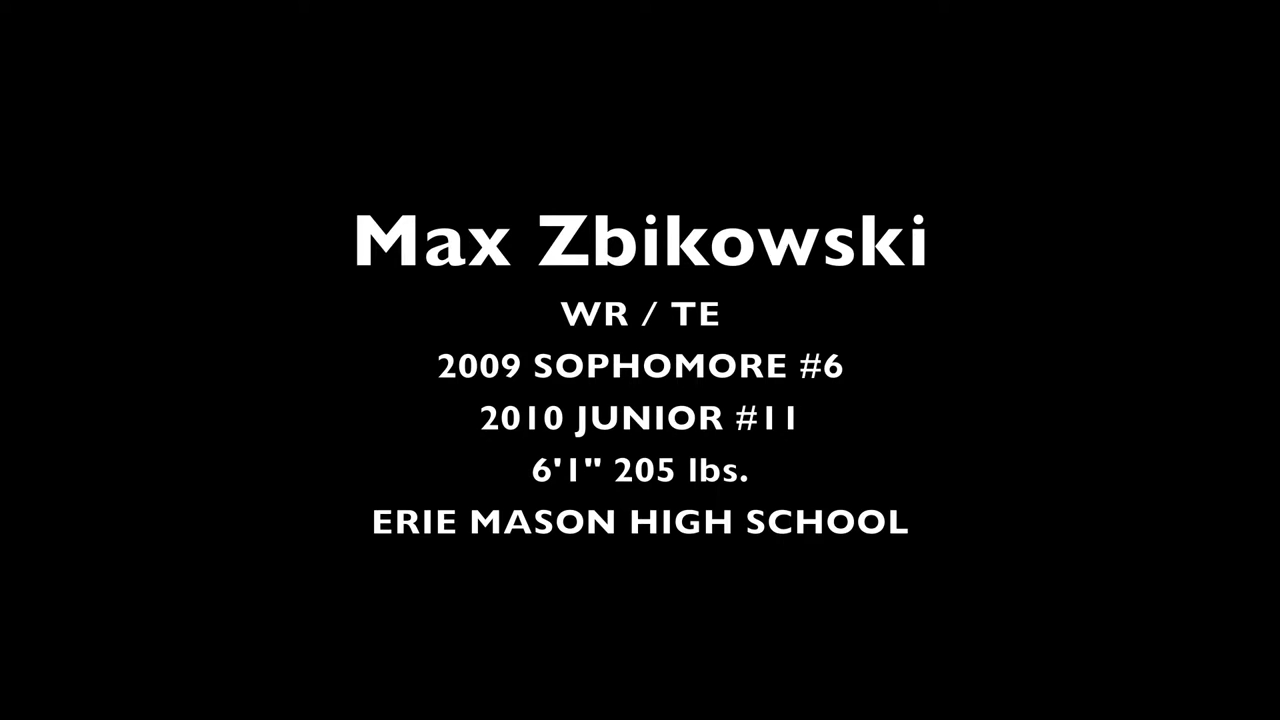 Max Zbikowski
WR / TE
2009 SOPHOMORE #6
2010 JUNIOR #11
6'1" 205 lbs.
ERIE MASON HIGH SCHOOL